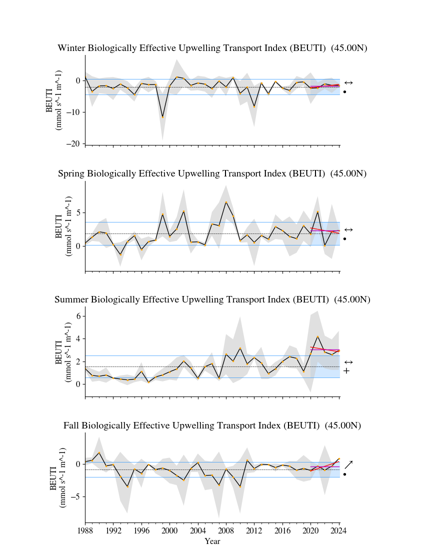 Winter Biologically Effective Upwelling Transport Index (BEUTI) (45.00N)
BEUTI
(mmol s^-1 m^-1)
0
−10
−20
Spring Biologically Effective Upwelling Transport Index (BEUTI) (45.00N)
BEUTI
(mmol s^-1 m^-1)
5
0
Summer Biologically Effective Upwelling Transport Index (BEUTI) (45.00N)
BEUTI
(mmol s^-1 m^-1)
6
4
2
0
Fall Biologically Effective Upwelling Transport Index (BEUTI) (45.00N)
BEUTI
(mmol s^-1 m^-1)
0
−5
1988 1992 1996 2000 2004 2008 2012 2016 2020 2024
Year